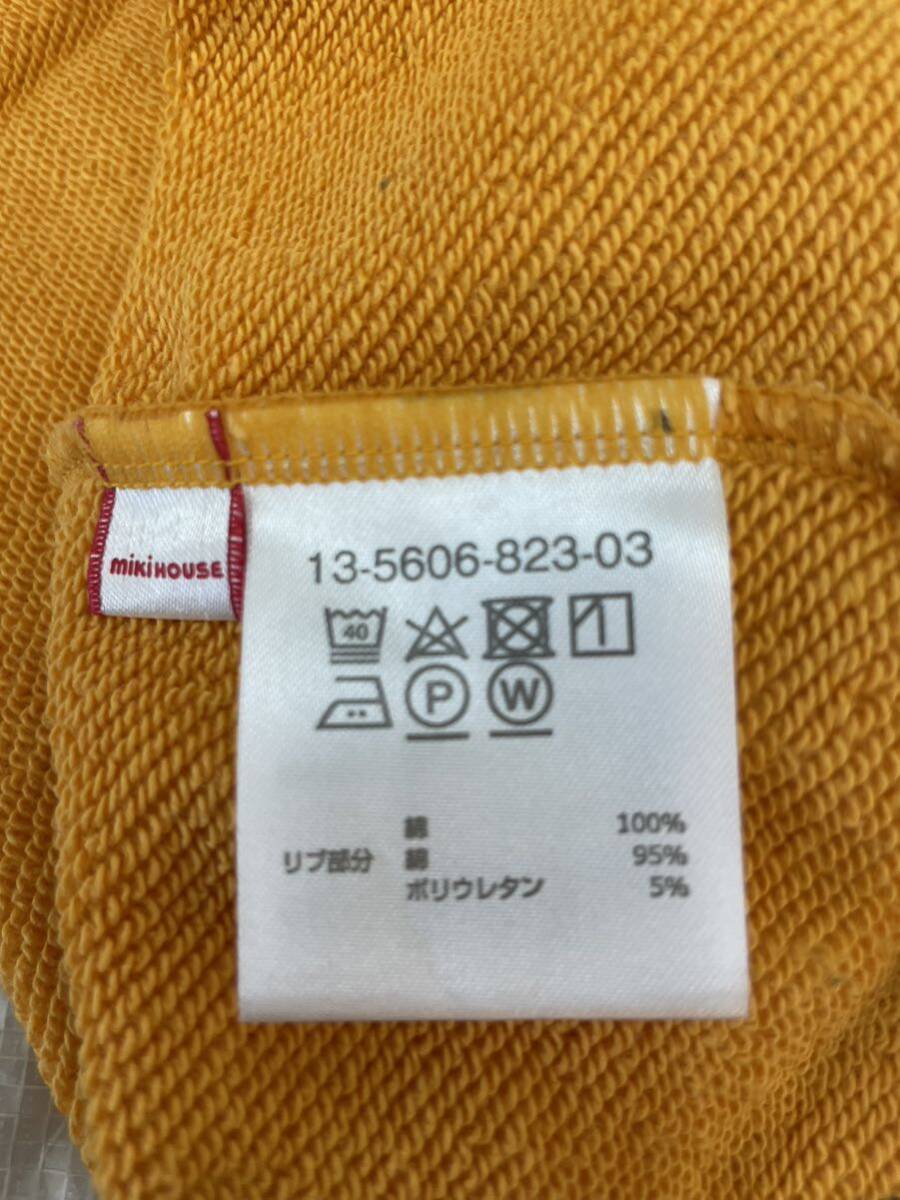 mikiHOUSE
13-5606-823-03
40
P W
綿 100%
リブ部分 綿 95%
ポリウレタン 5%